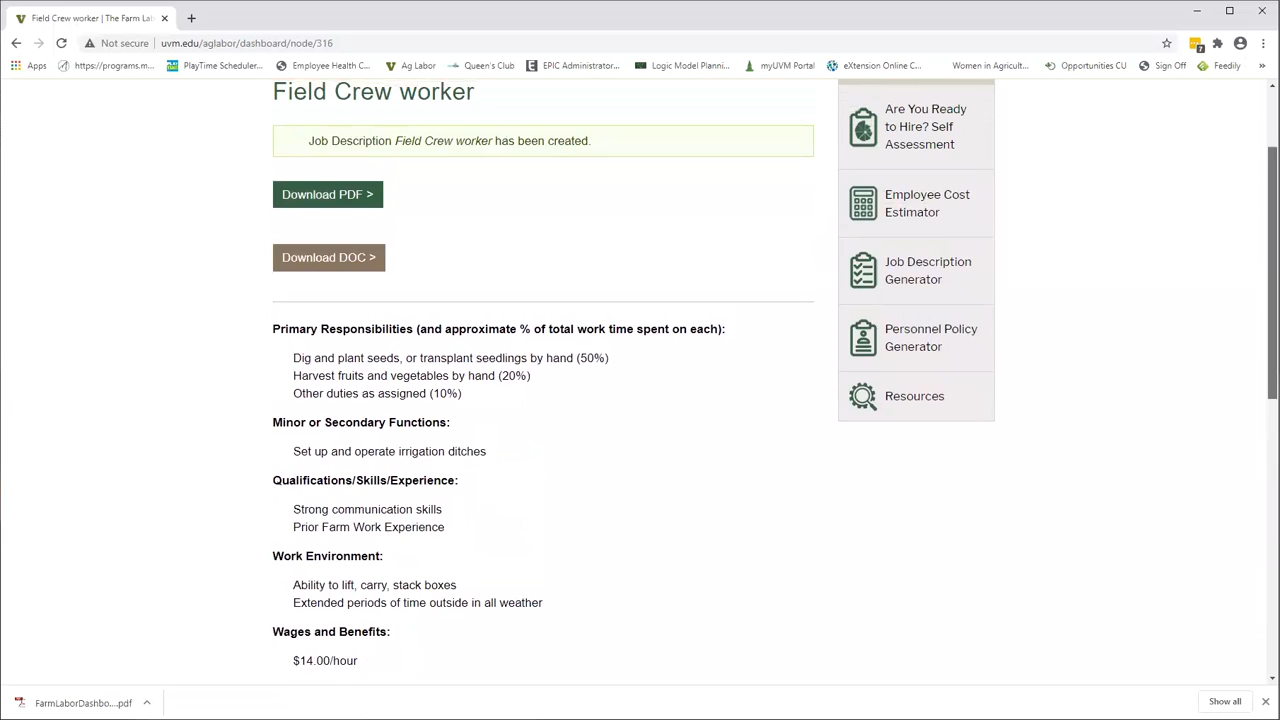 Field Crew worker | The Farm Lab
Not secure
uvm.edu/aglabor/dashboard/node/316
7
Apps
https://programs.m...
PlayTime Scheduler...
Employee Health C...
Ag Labor
Queen's Club
EPIC Administrator...
Logic Model Planni...
myUVM Portal
eXtension Online C...
Women in Agricult...
Opportunities CU
Sign Off
Feedily
Field Crew worker
Job Description Field Crew worker has been created.
Download PDF >
Download DOC >
Primary Responsibilities (and approximate % of total work time spent on each):
Dig and plant seeds, or transplant seedlings by hand (50%)
Harvest fruits and vegetables by hand (20%)
Other duties as assigned (10%)
Minor or Secondary Functions:
Set up and operate irrigation ditches
Qualifications/Skills/Experience:
Strong communication skills
Prior Farm Work Experience
Work Environment:
Ability to lift, carry, stack boxes
Extended periods of time outside in all weather
Wages and Benefits:
$14.00/hour
Are You Ready
to Hire? Self
Assessment
Employee Cost
Estimator
Job Description
Generator
Personnel Policy
Generator
Resources
FarmLaborDashbo....pdf
Show all